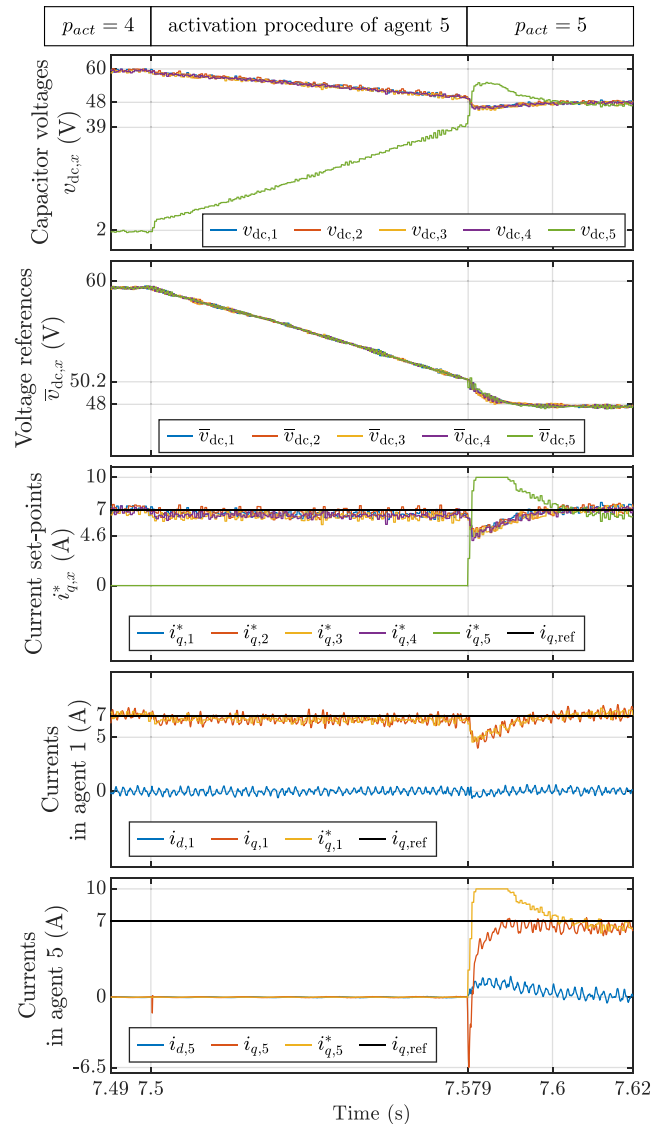 p_act = 4 activation procedure of agent 5 p_act = 5
Capacitor voltages
v_dc,x (V)
60
48
39
2
v_dc,1 v_dc,2 v_dc,3 v_dc,4 v_dc,5
Voltage references
v̅_dc,x (V)
60
50.2
48
v̅_dc,1 v̅_dc,2 v̅_dc,3 v̅_dc,4 v̅_dc,5
Current set-points
i*_q,x (A)
10
7
4.6
0
i*_q,1 i*_q,2 i*_q,3 i*_q,4 i*_q,5 i_q,ref
Currents
in agent 1 (A)
7
5
0
i_d,1 i_q,1 i*_q,1 i_q,ref
Currents
in agent 5 (A)
10
7
0
-6.5
i_d,5 i_q,5 i*_q,5 i_q,ref
7.49 7.5 7.579 7.6 7.62
Time (s)